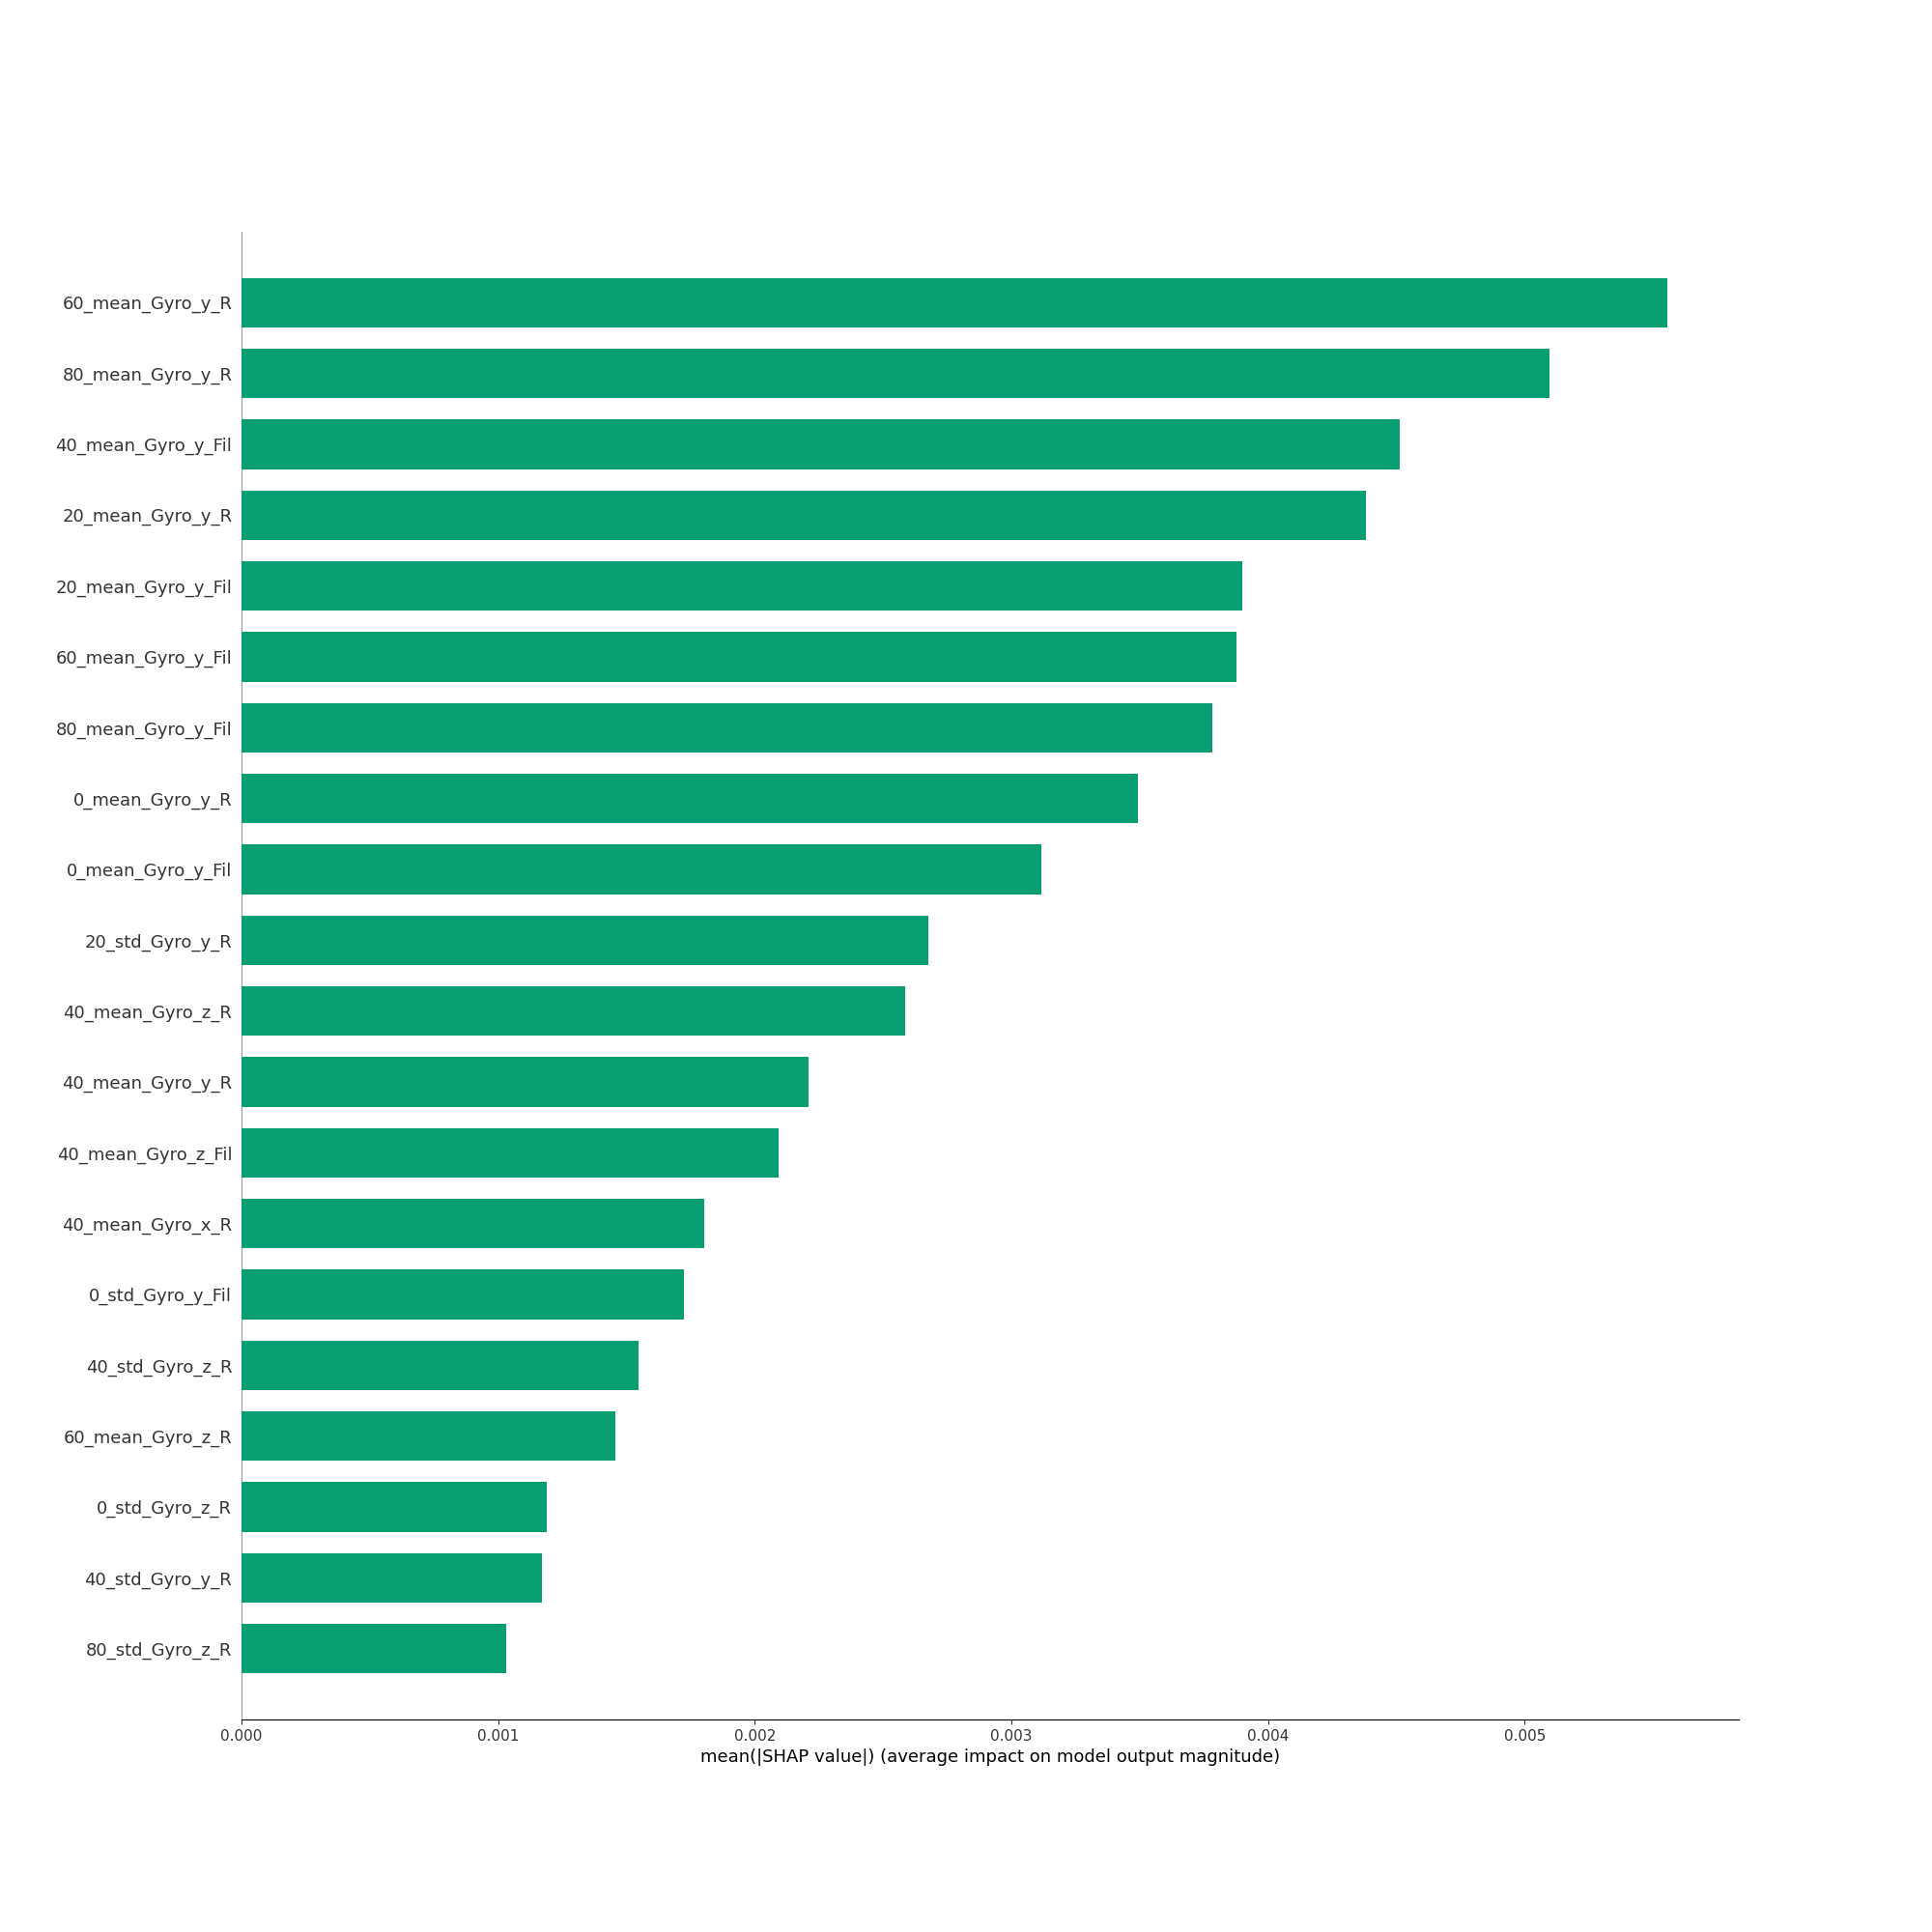 60_mean_Gyro_y_R
80_mean_Gyro_y_R
40_mean_Gyro_y_Fil
20_mean_Gyro_y_R
20_mean_Gyro_y_Fil
60_mean_Gyro_y_Fil
80_mean_Gyro_y_Fil
0_mean_Gyro_y_R
0_mean_Gyro_y_Fil
20_std_Gyro_y_R
40_mean_Gyro_z_R
40_mean_Gyro_y_R
40_mean_Gyro_z_Fil
40_mean_Gyro_x_R
0_std_Gyro_y_Fil
40_std_Gyro_z_R
60_mean_Gyro_z_R
0_std_Gyro_z_R
40_std_Gyro_y_R
80_std_Gyro_z_R
0.000 0.001 0.002 0.003 0.004 0.005
mean(|SHAP value|) (average impact on model output magnitude)